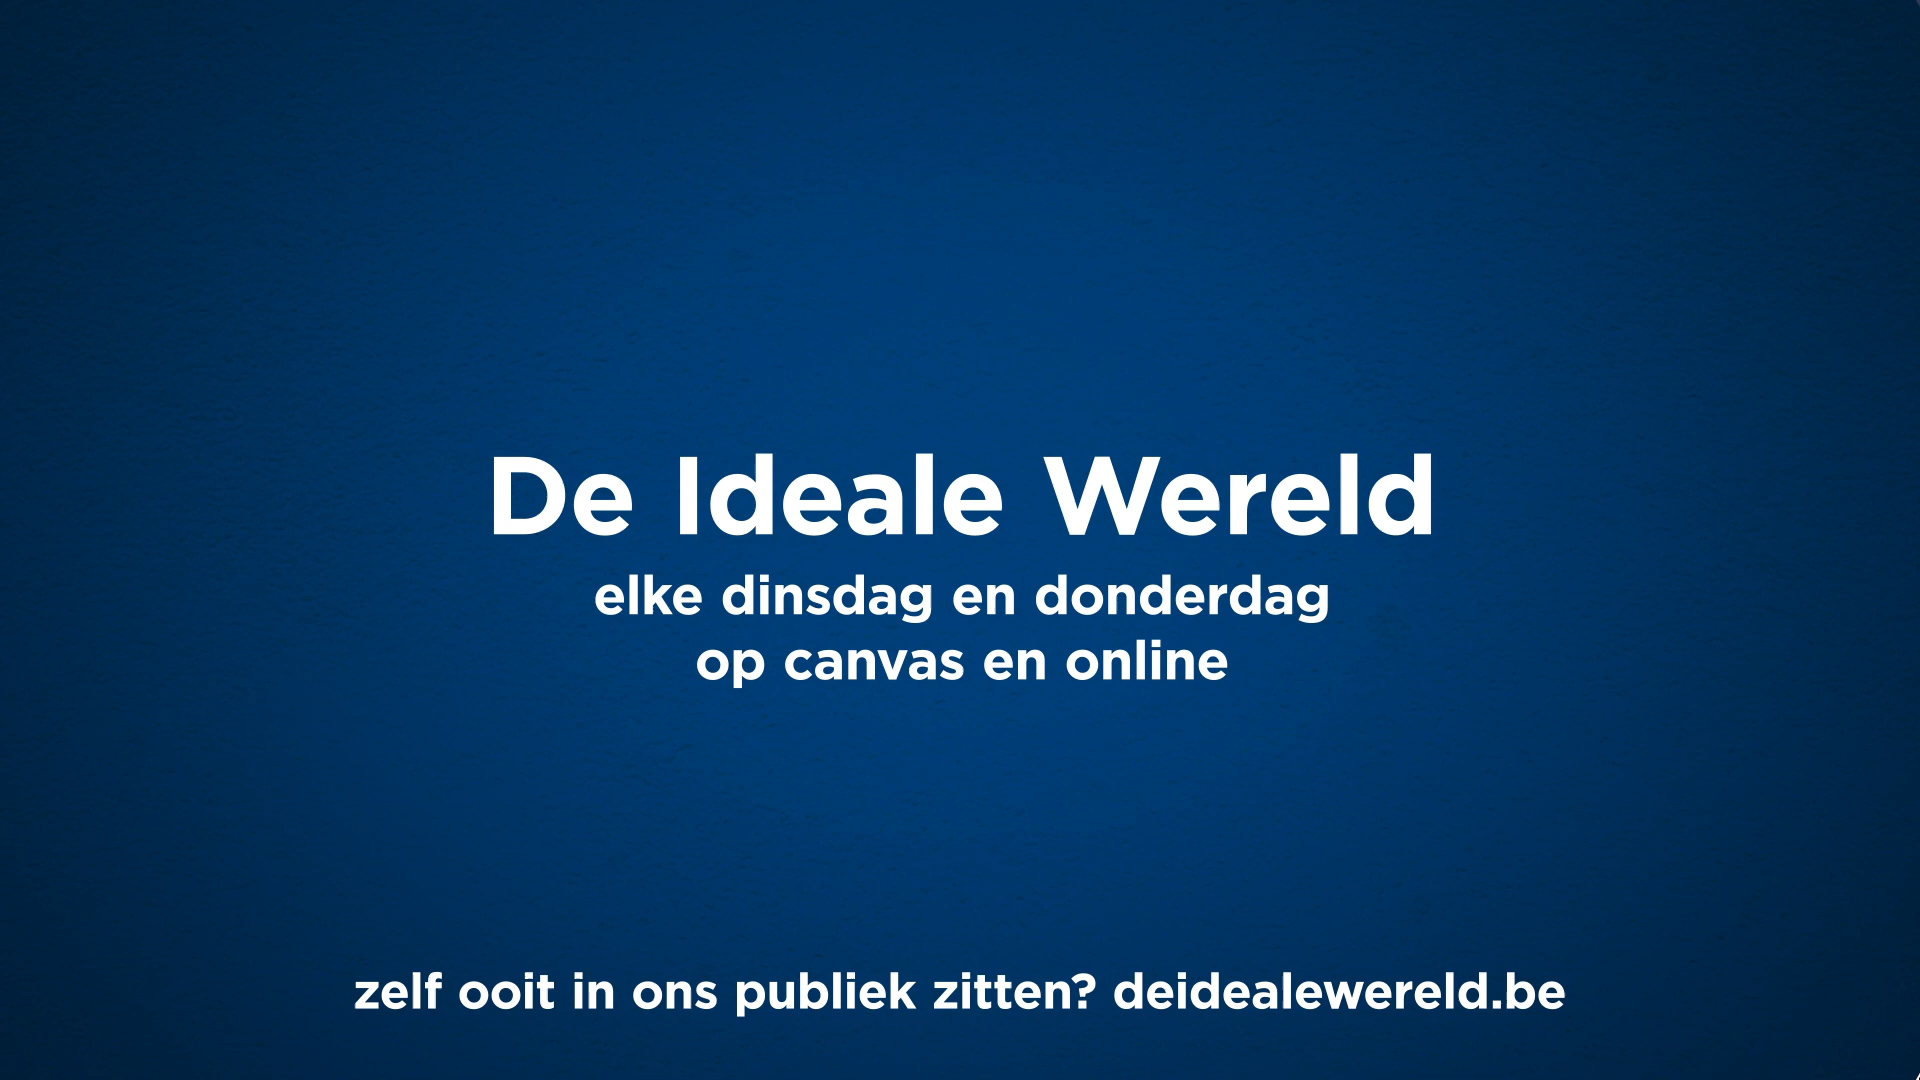 De Ideale Wereld
elke dinsdag en donderdag
op canvas en online
zelf ooit in ons publiek zitten? deidealewereld.be